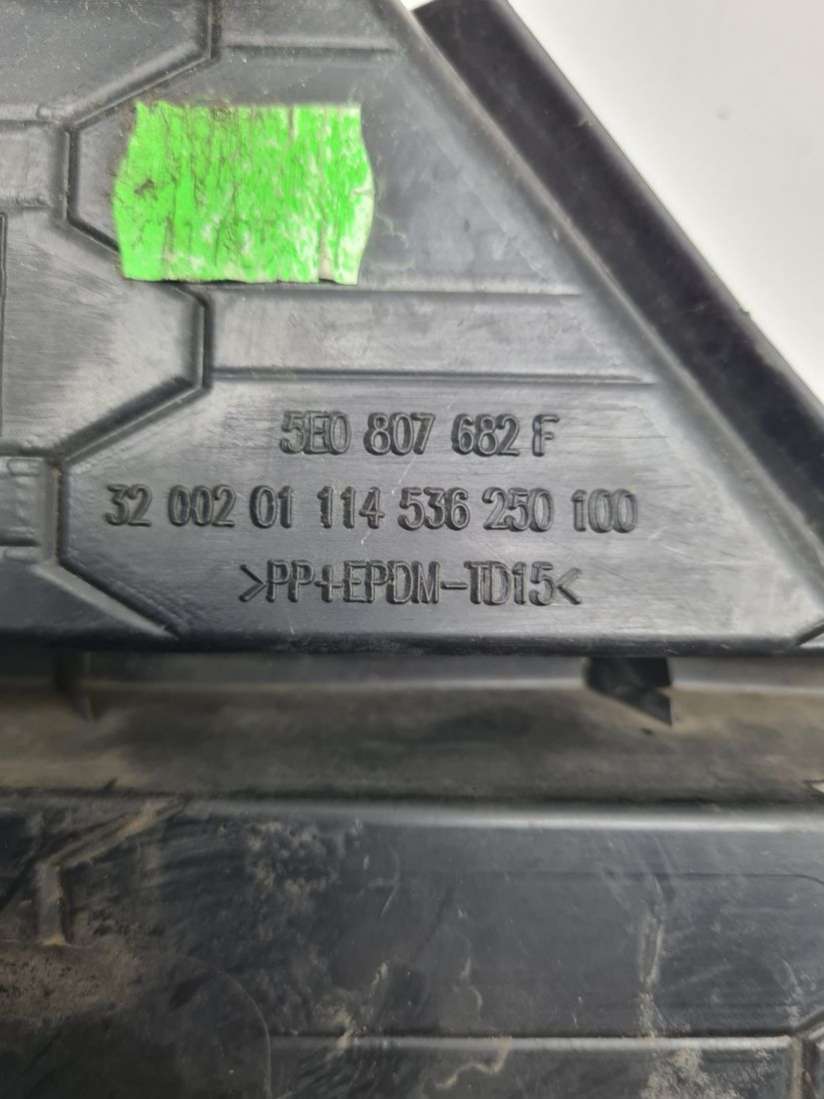 5E0 807 682 F
32 002 01 114 536 250 100
>PP+EPDM-TD15<